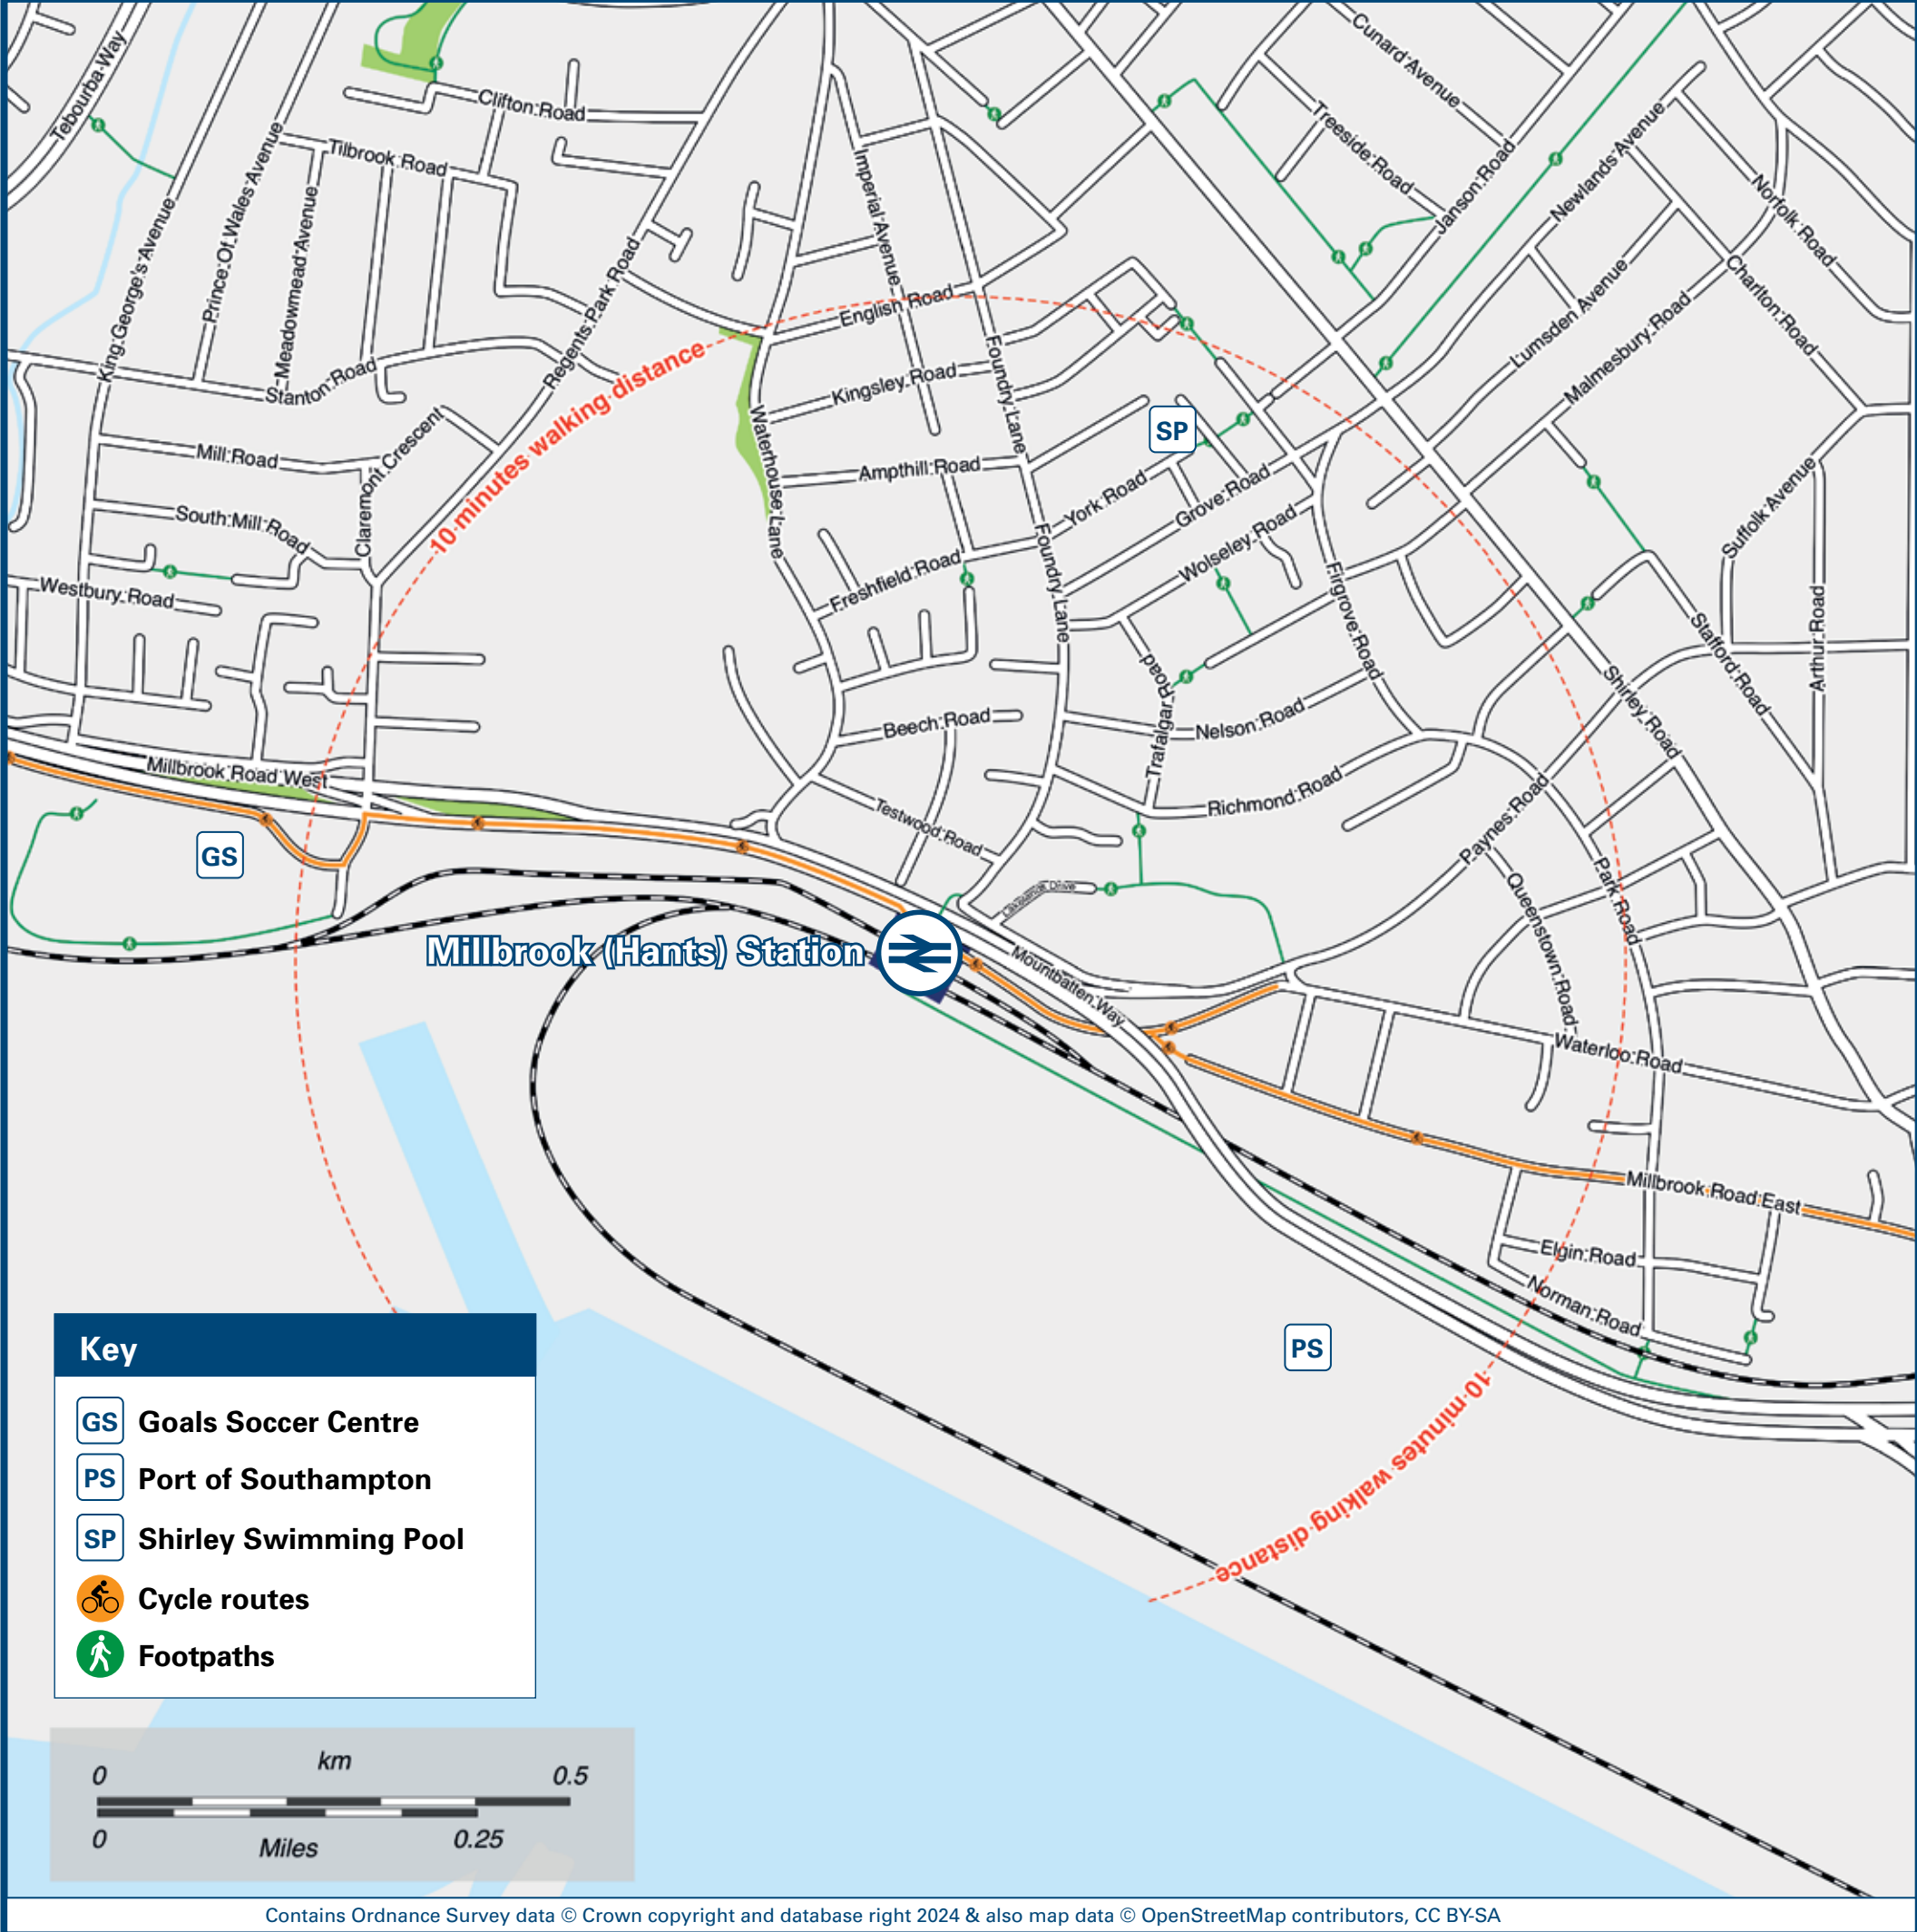 Tebourba Way
Clifton Road
Cunard Avenue
Treeside Road
Janson Road
Newlands Avenue
Norfolk Road
Tilbrook Road
Imperial Avenue
King George's Avenue
Prince Of Wales Avenue
S-Meadowmead Avenue
Regents Park Road
English Road
Lumsden Avenue
Charlton Road
Malmesbury Road
Stanton Road
10 minutes walking distance
Kingsley Road
Foundry Lane
Waterhouse Lane
SP
Mill Road
Claremont Crescent
Ampthill Road
York Road
Grove Road
Suffolk Avenue
South Mill Road
Foundry Lane
Wolseley Road
Westbury Road
Freshfield Road
Firgrove Road
Stafford Road
Arthur Road
Trafalgar Road
Shirley Road
Beech Road
Nelson Road
Millbrook Road West
Richmond Road
Testwood Road
Paynes Road
GS
Park Road
Queenstown Road
Lakelands Drive
Millbrook (Hants) Station
Mountbatten Way
Waterloo Road
Millbrook Road East
Elgin Road
Norman Road
PS
10 minutes walking distance
Key
GS Goals Soccer Centre
PS Port of Southampton
SP Shirley Swimming Pool
Cycle routes
Footpaths
km
0 0.5
0 Miles 0.25
Contains Ordnance Survey data © Crown copyright and database right 2024 & also map data © OpenStreetMap contributors, CC BY-SA